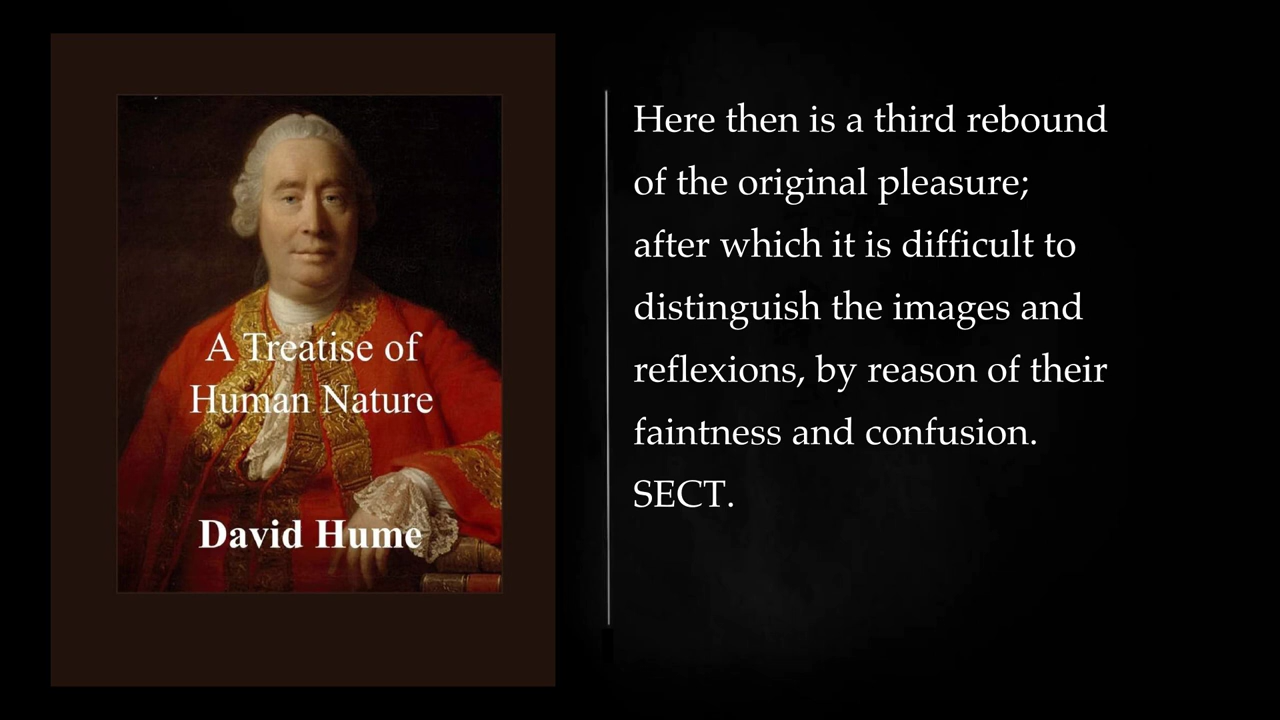 A Treatise of
Human Nature
David Hume
Here then is a third rebound
of the original pleasure;
after which it is difficult to
distinguish the images and
reflexions, by reason of their
faintness and confusion.
SECT.